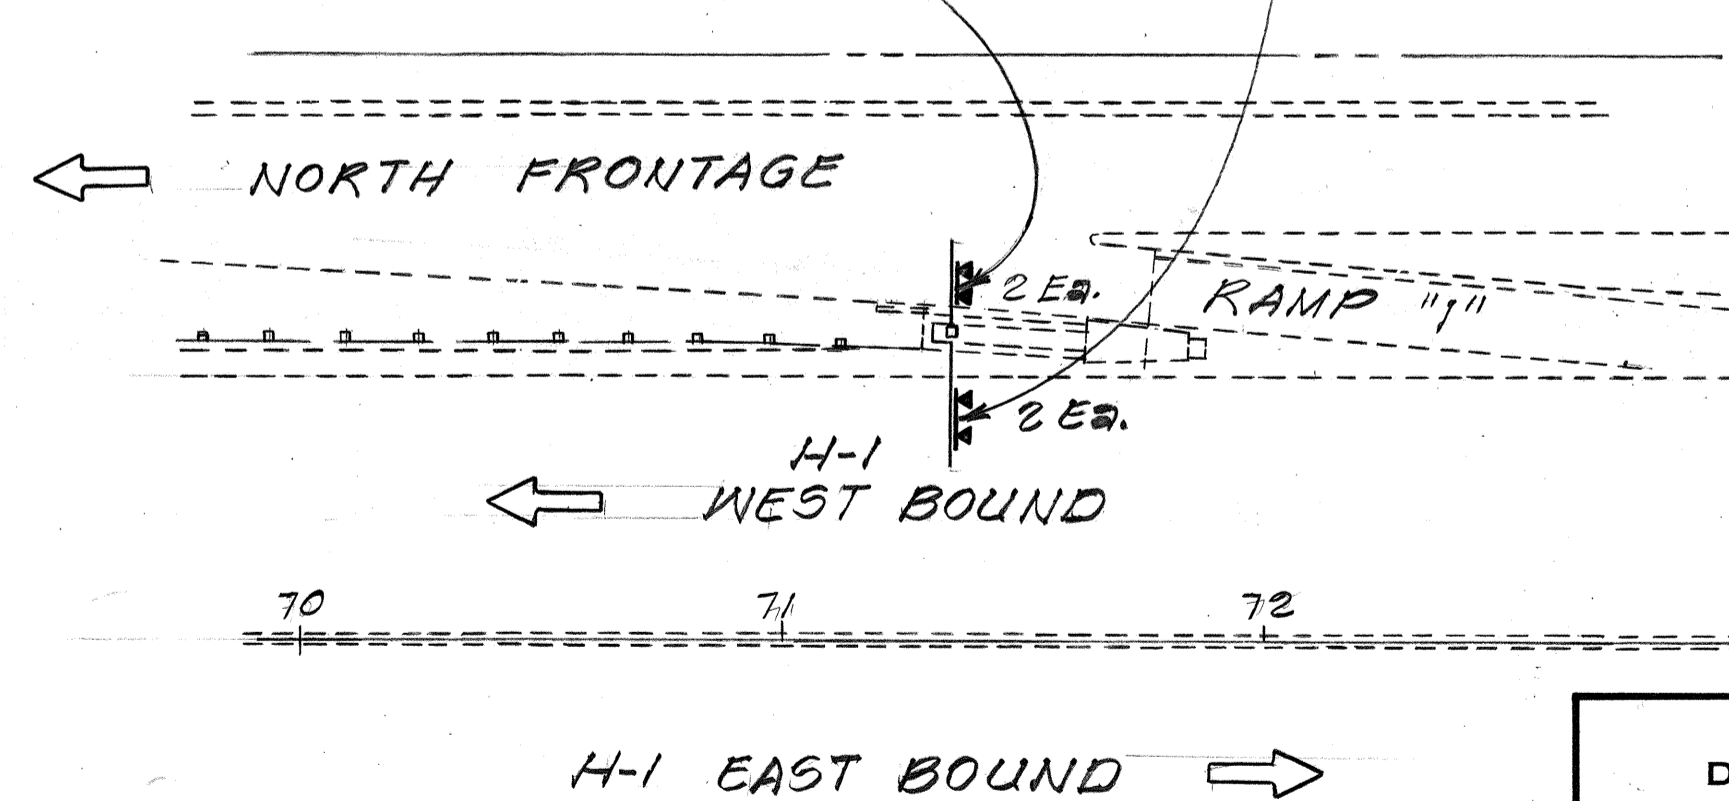 NORTH FRONTAGE
2 Ea.
RAMP "g"
2 Ea.
H-1
WEST BOUND
70 71 72
H-1 EAST BOUND
D